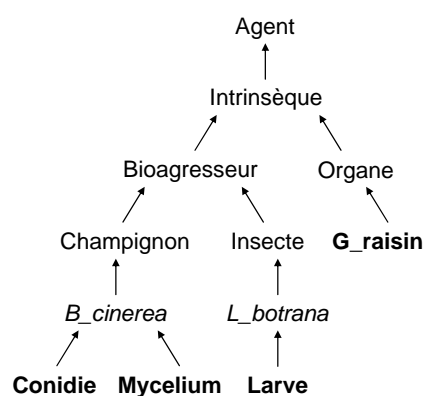 Agent
Intrinsèque
Bioagresseur Organe
Champignon Insecte G_raisin
B_cinerea L_botrana
Conidie Mycelium Larve